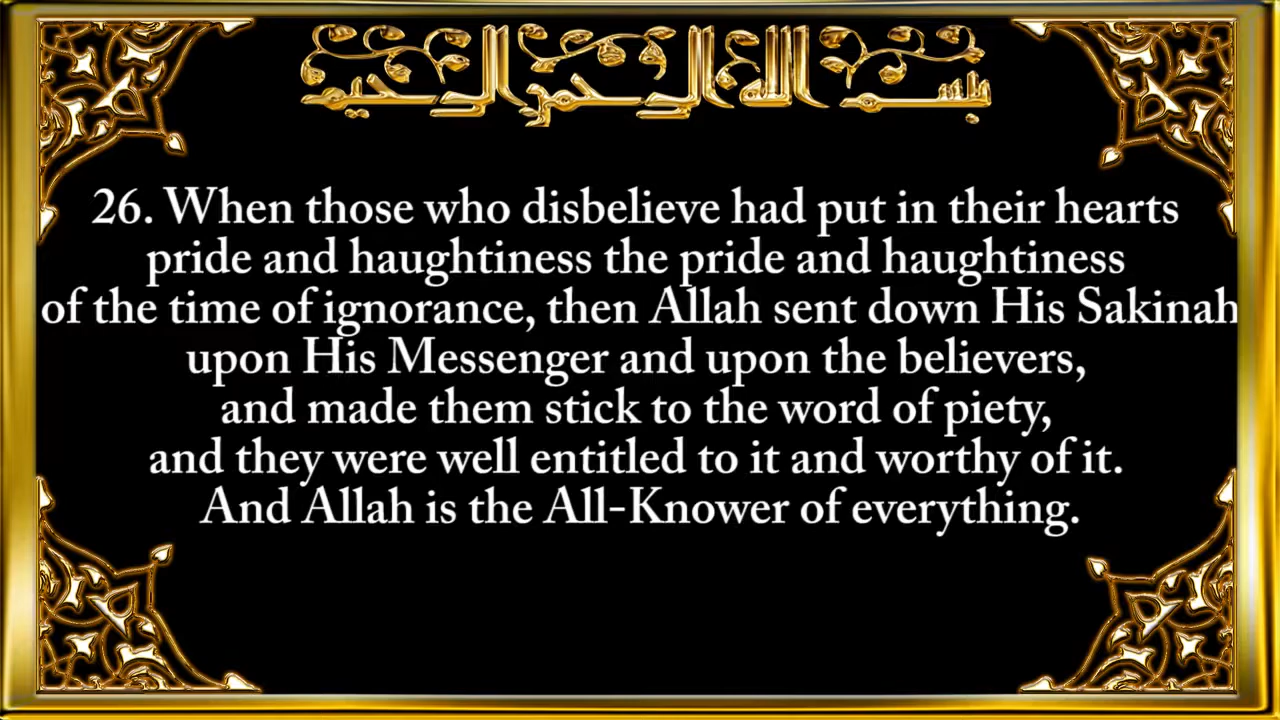 بسم الله الرحمن الرحيم
26. When those who disbelieve had put in their hearts
pride and haughtiness the pride and haughtiness
of the time of ignorance, then Allah sent down His Sakinah
upon His Messenger and upon the believers,
and made them stick to the word of piety,
and they were well entitled to it and worthy of it.
And Allah is the All-Knower of everything.